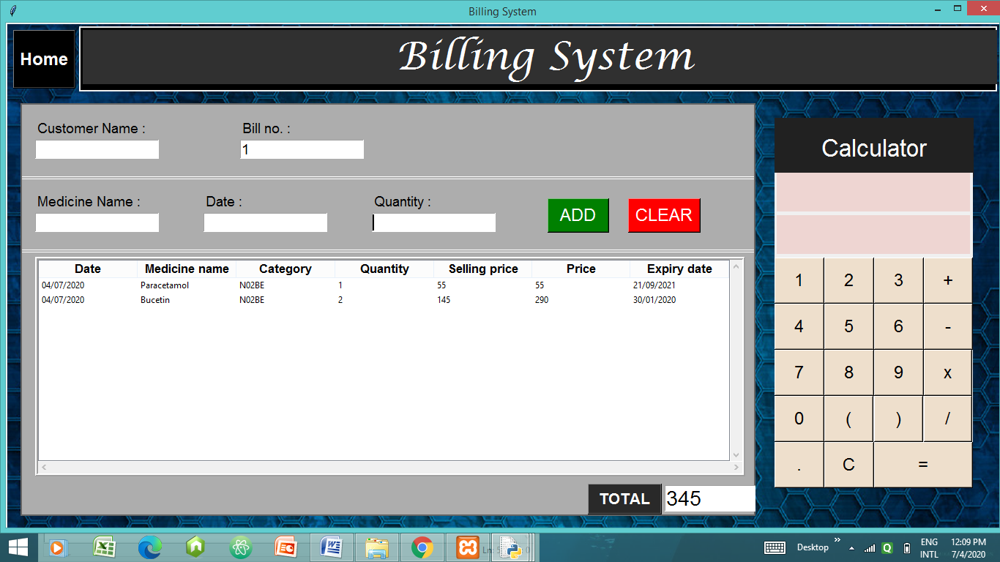 Billing System
Home
Billing System
Customer Name :
Bill no. :
1
Medicine Name :
Date :
Quantity :
ADD
CLEAR
Date Medicine name Category Quantity Selling price Price Expiry date
04/07/2020 Paracetamol N02BE 1 55 55 21/09/2021
04/07/2020 Bucetin N02BE 2 145 290 30/01/2020
TOTAL 345
Calculator
1 2 3 +
4 5 6 -
7 8 9 x
0 ( ) /
. C =
Desktop
ENG
INTL
12:09 PM
7/4/2020